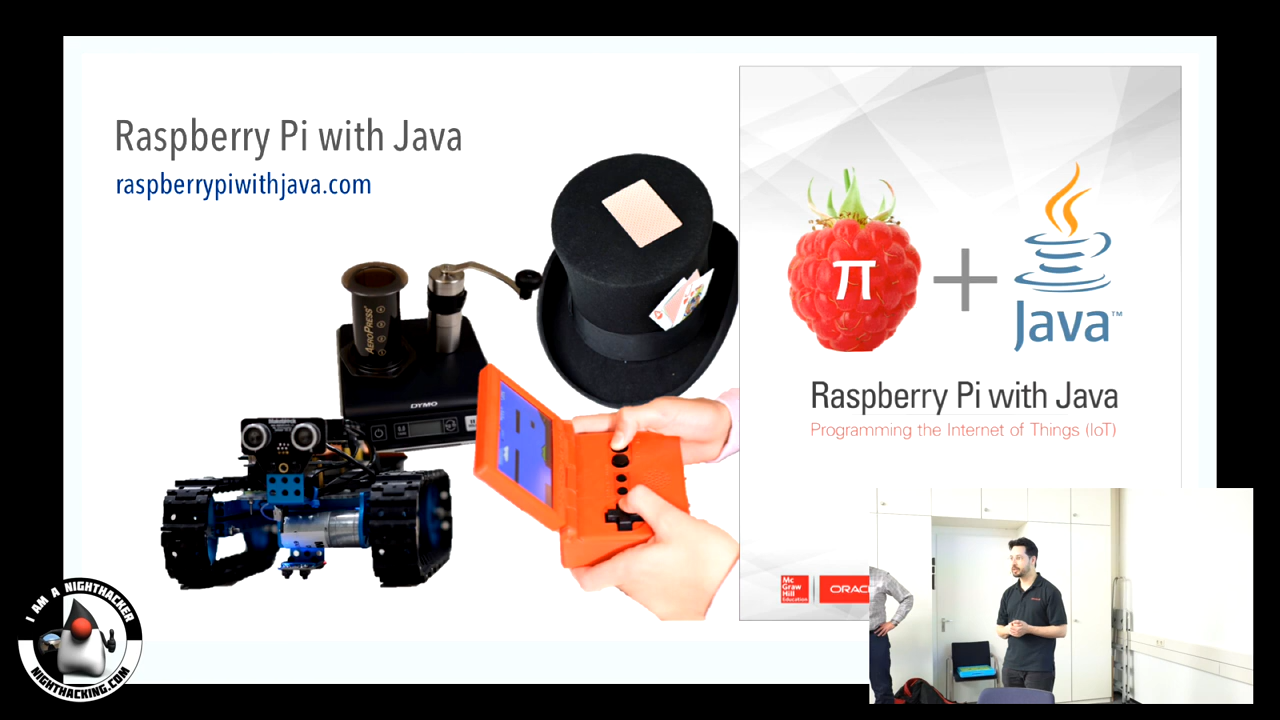 Raspberry Pi with Java
raspberrypiwithjava.com
AEROPRESS
DYMO
π
+
Java™
Raspberry Pi with Java
Programming the Internet of Things (IoT)
Mc
Graw
Hill
Education
I AM A NIGHTHACKER
NIGHTHACKING.COM